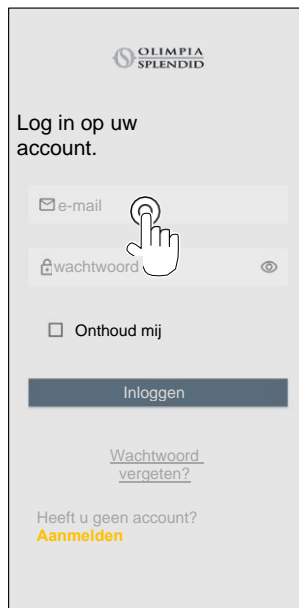 OLIMPIA
SPLENDID
Log in op uw
account.
e-mail
wachtwoord
Onthoud mij
Inloggen
Wachtwoord
vergeten?
Heeft u geen account?
Aanmelden